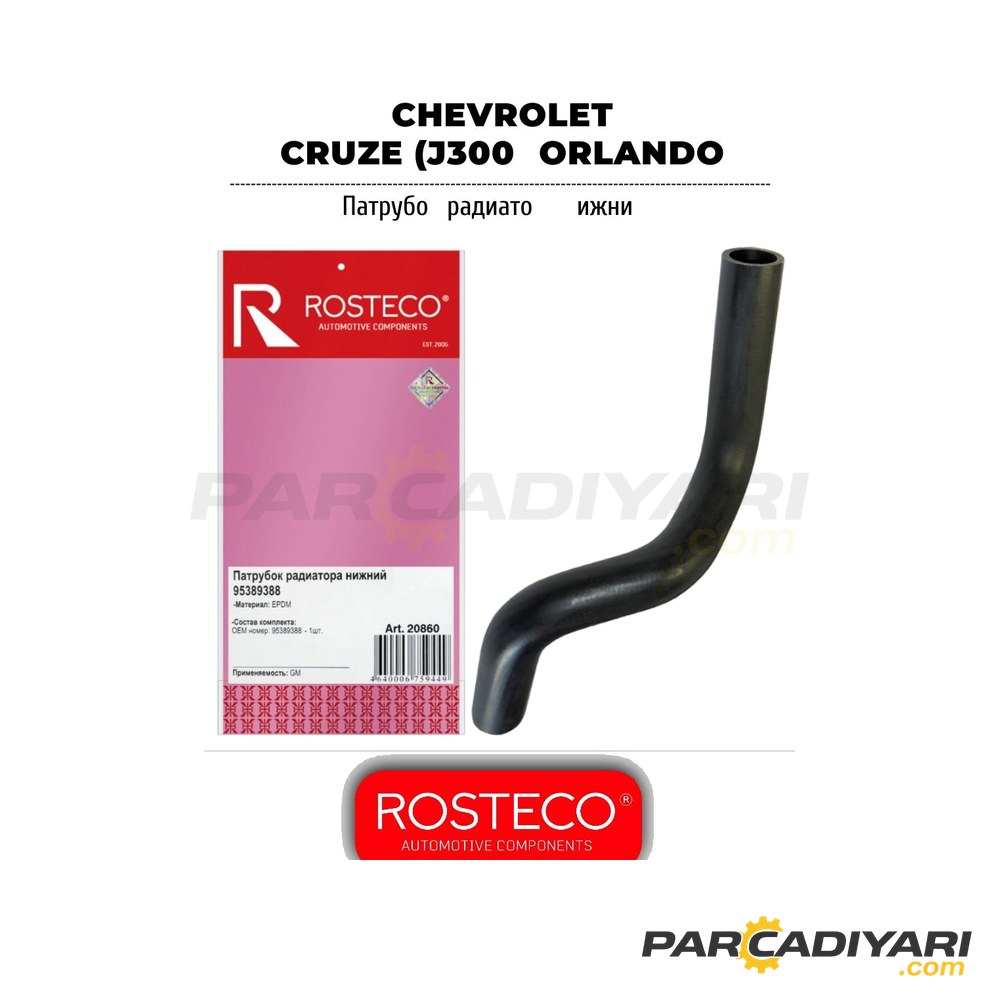 CHEVROLET
CRUZE (J300 ORLANDO
Патрубо радиато ижни
R
ROSTECO®
AUTOMOTIVE COMPONENTS
EST. 2006
R
PARCADIYARI
.com
Патрубок радиатора нижний
95389388
-Материал: EPDM
-Состав комплекта:
OEM номер: 95389388 - 1шт.
Art. 20860
Применяемость: GM
4640006759449
ROSTECO®
AUTOMOTIVE COMPONENTS
PARCADIYARI
.com